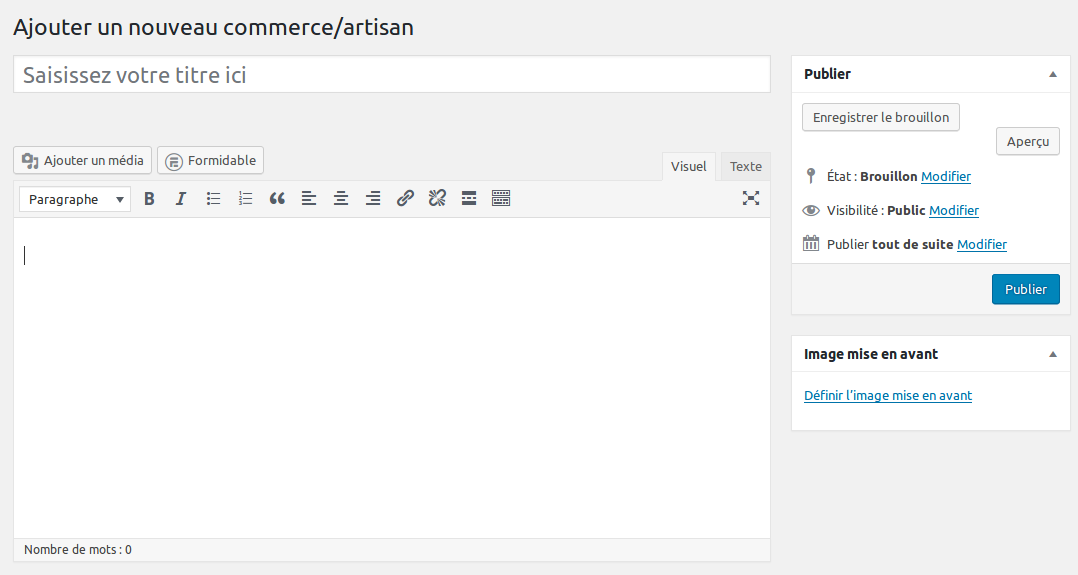 Ajouter un nouveau commerce/artisan
Saisissez votre titre ici
Ajouter un média
Formidable
Visuel
Texte
Paragraphe
B
I
Nombre de mots : 0
Publier
Enregistrer le brouillon
Aperçu
État : Brouillon Modifier
Visibilité : Public Modifier
Publier tout de suite Modifier
Publier
Image mise en avant
Définir l’image mise en avant